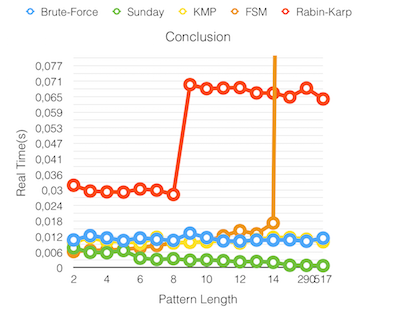 Brute-Force Sunday KMP FSM Rabin-Karp
Conclusion
0,077
0,071
0,065
0,059
0,053
0,047
0,041
0,036
0,03
0,024
0,018
0,012
0,006
0
Real Time(s)
2 4 6 8 10 12 14 290 517
Pattern Length